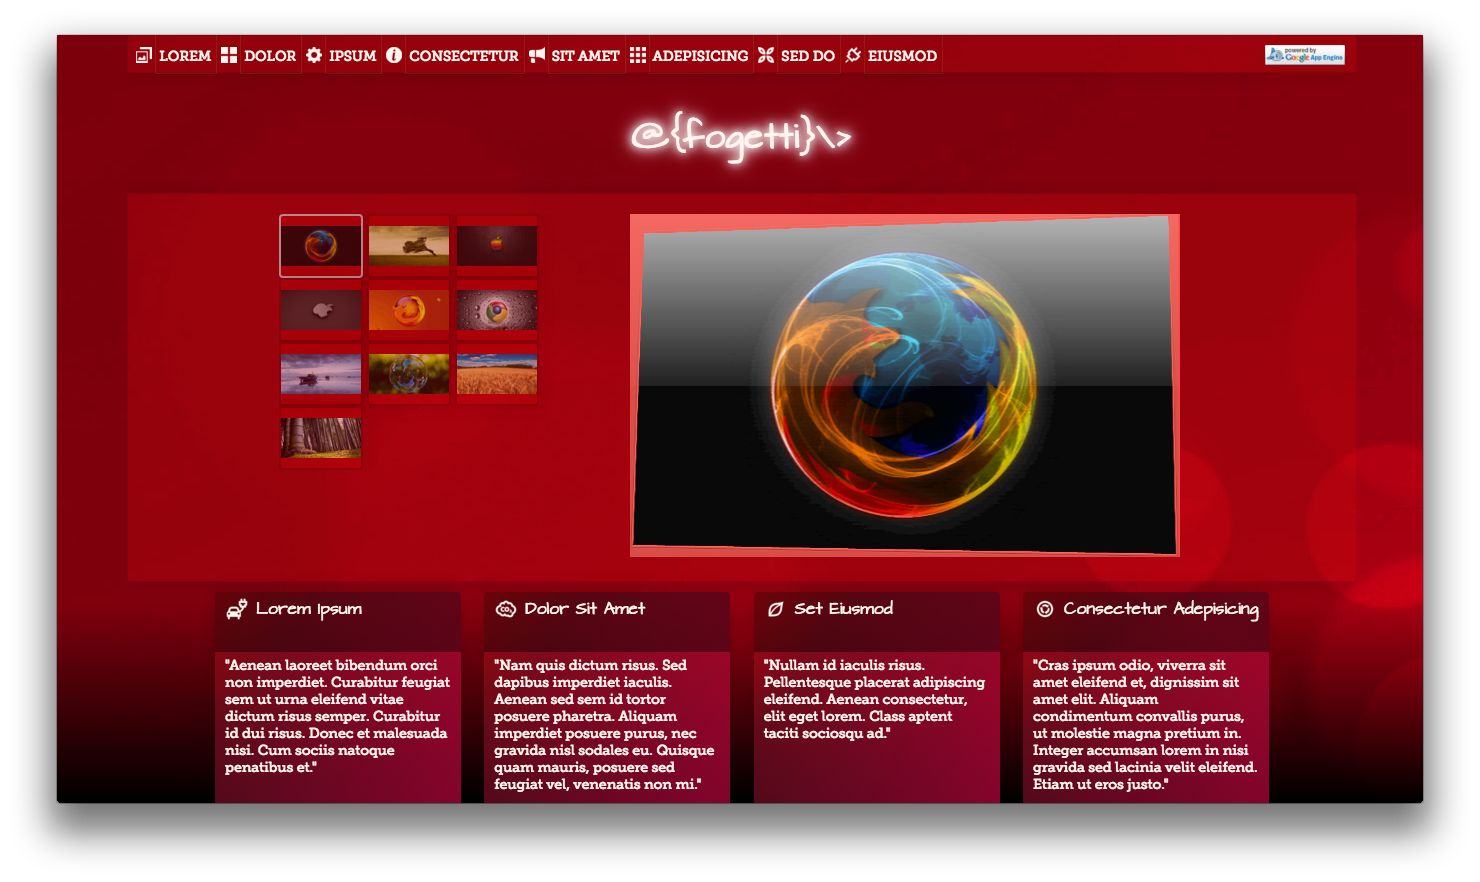 LOREM DOLOR IPSUM CONSECTETUR SIT AMET ADEPISICING SED DO EIUSMOD
powered by
Google App Engine
@{fogetti}\>
Lorem Ipsum
"Aenean laoreet bibendum orci
non imperdiet. Curabitur feugiat
sem ut urna eleifend vitae
dictum risus semper. Curabitur
id dui risus. Donec et malesuada
nisi. Cum sociis natoque
penatibus et."
CO₂ Dolor Sit Amet
"Nam quis dictum risus. Sed
dapibus imperdiet iaculis.
Aenean sed sem id tortor
posuere pharetra. Aliquam
imperdiet posuere purus, nec
gravida nisl sodales eu. Quisque
quam mauris, posuere sed
feugiat vel, venenatis non mi."
Set Eiusmod
"Nullam id iaculis risus.
Pellentesque placerat adipiscing
eleifend. Aenean consectetur,
elit eget lorem. Class aptent
taciti sociosqu ad."
Consectetur Adepisicing
"Cras ipsum odio, viverra sit
amet eleifend et, dignissim sit
amet elit. Aliquam
condimentum convallis purus,
ut molestie magna pretium in.
Integer accumsan lorem in nisi
gravida sed lacinia velit eleifend.
Etiam ut eros justo."